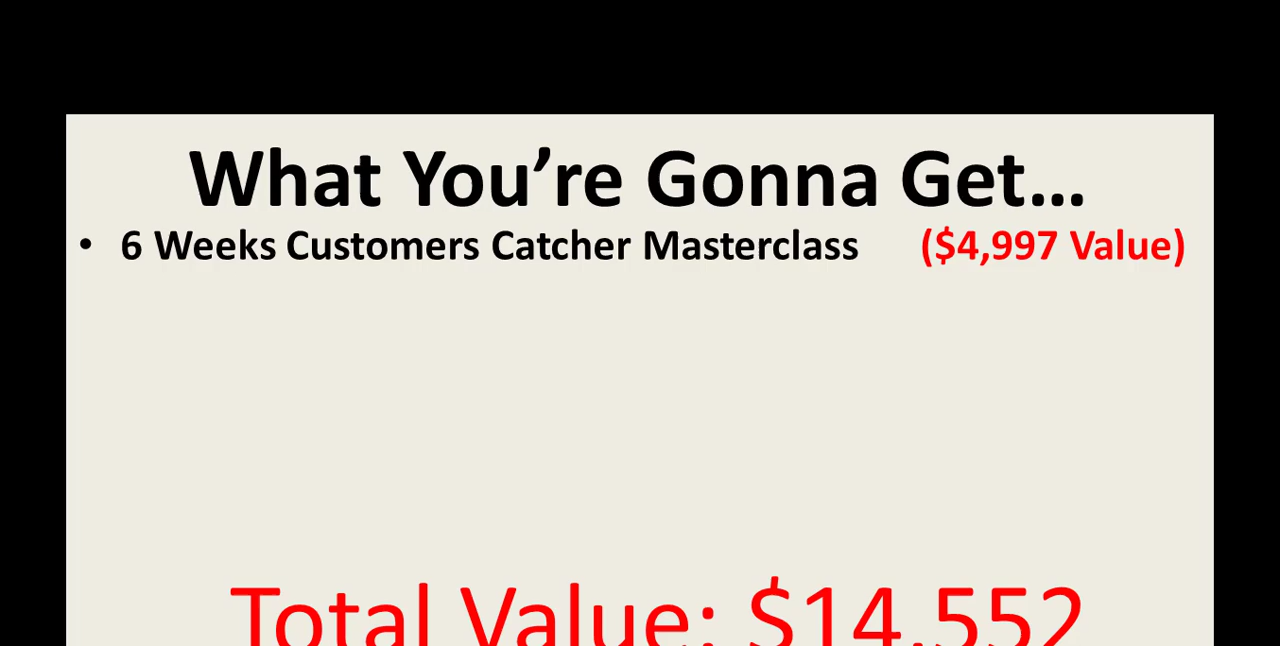 What You’re Gonna Get...
• 6 Weeks Customers Catcher Masterclass ($4,997 Value)
Total Value: $14,552